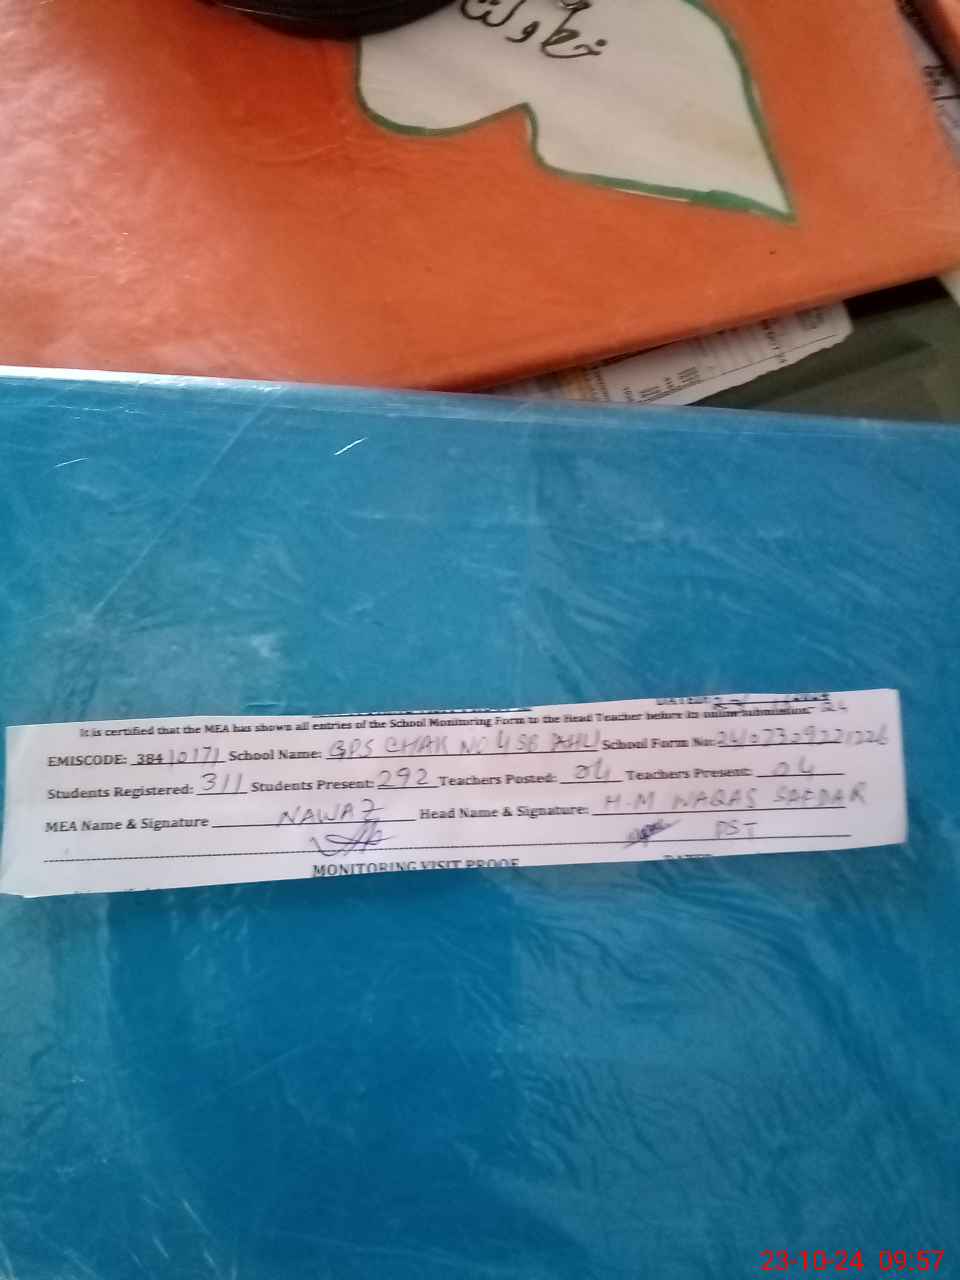 خط و
It is certified that the MEA has shown all entries of the School Monitoring Form to the Head Teacher before its online submission.
EMISCODE: 38410171 School Name: GPS CHAK NO 4 SB School Form No:
Students Registered: 311 Students Present: 292 Teachers Posted: 04 Teachers Present: 04
MEA Name & Signature NAWAZ Head Name & Signature: H-M WAQAS SAFDAR
PST
MONITORING VISIT PROOF
23-10-24 09:57